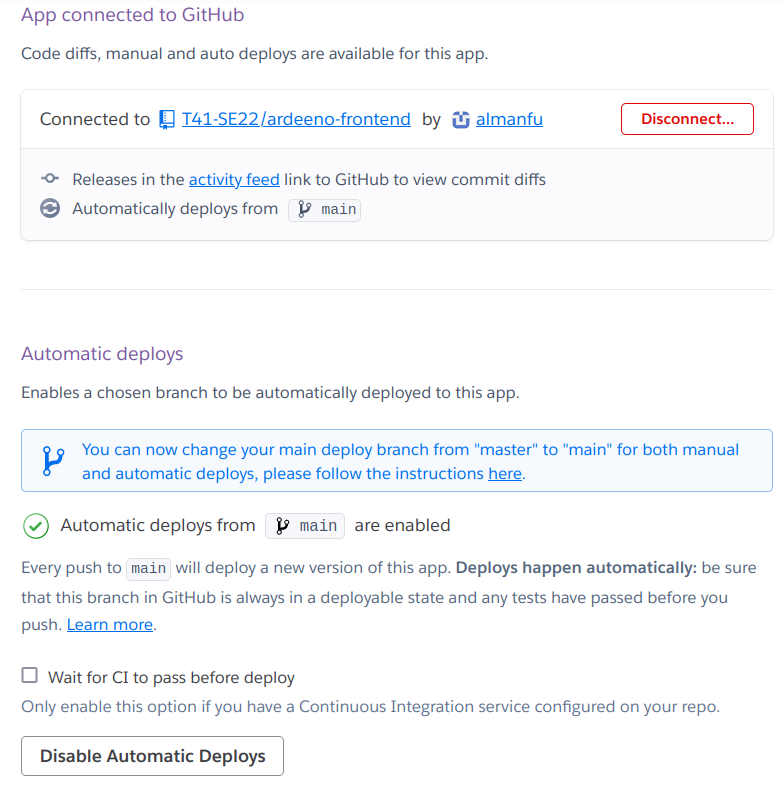 App connected to GitHub
Code diffs, manual and auto deploys are available for this app.
Connected to T41-SE22/ardeeno-frontend by almanfu Disconnect...
Releases in the activity feed link to GitHub to view commit diffs
Automatically deploys from main
Automatic deploys
Enables a chosen branch to be automatically deployed to this app.
You can now change your main deploy branch from "master" to "main" for both manual
and automatic deploys, please follow the instructions here.
Automatic deploys from main are enabled
Every push to main will deploy a new version of this app. Deploys happen automatically: be sure
that this branch in GitHub is always in a deployable state and any tests have passed before you
push. Learn more.
Wait for CI to pass before deploy
Only enable this option if you have a Continuous Integration service configured on your repo.
Disable Automatic Deploys